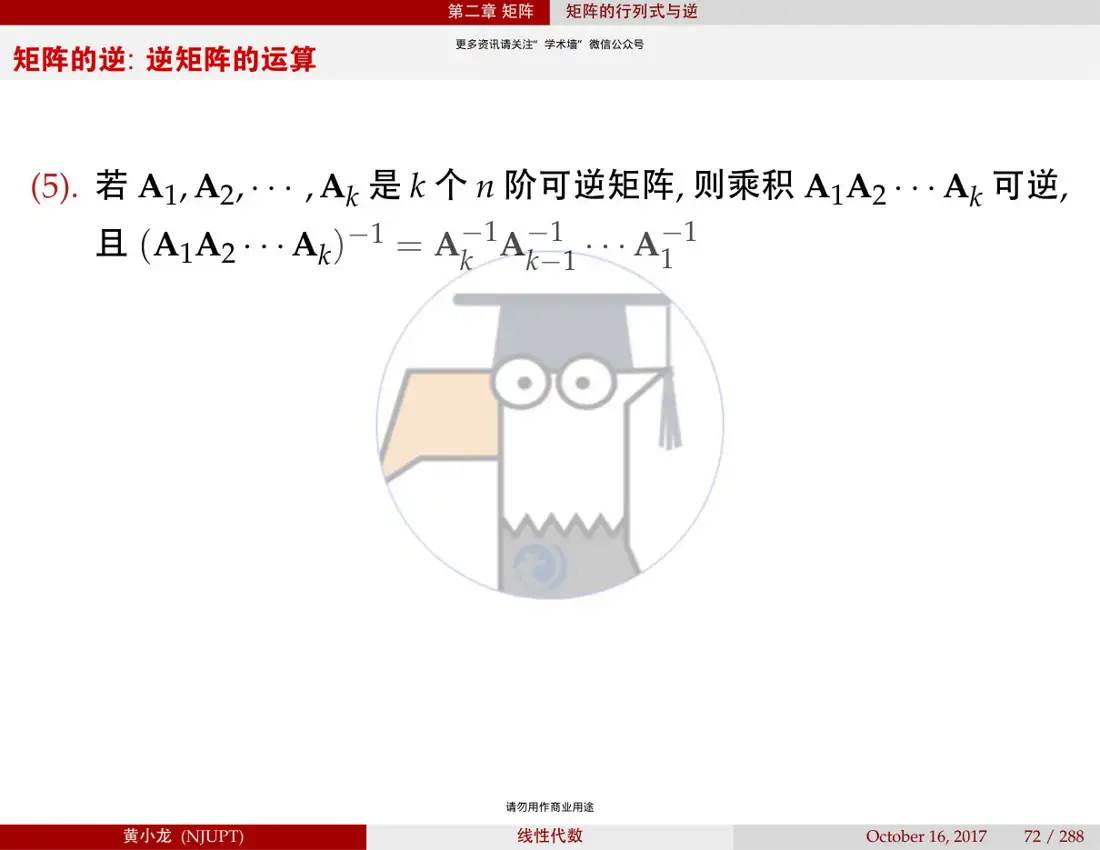 第二章 矩阵 矩阵的行列式与逆
更多资讯请关注“学术墙”微信公众号
矩阵的逆: 逆矩阵的运算
(5). 若 A₁, A₂, ⋯ , Aₖ 是 k 个 n 阶可逆矩阵, 则乘积 A₁A₂ ⋯ Aₖ 可逆,
且 (A₁A₂ ⋯ Aₖ)⁻¹ = Aₖ⁻¹Aₖ₋₁⁻¹ ⋯ A₁⁻¹
请勿用作商业用途
黄小龙 (NJUPT) 线性代数 October 16, 2017 72 / 288